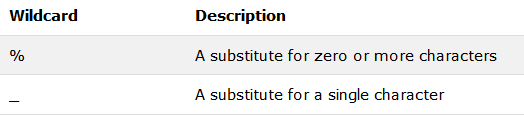 Wildcard Description
% A substitute for zero or more characters
_ A substitute for a single character